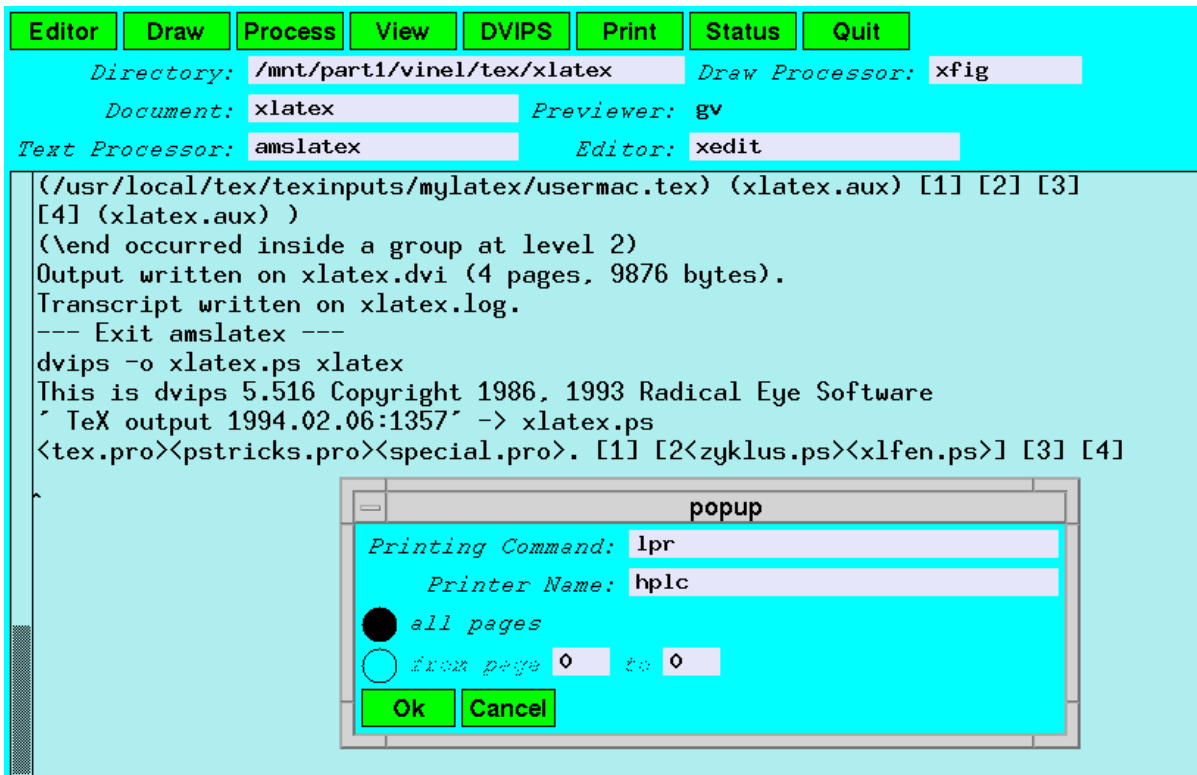 Editor Draw Process View DVIPS Print Status Quit
Directory: /mnt/part1/vinel/tex/xlatex Draw Processor: xfig
Document: xlatex Previewer: gv
Text Processor: amslatex Editor: xedit
(/usr/local/tex/texinputs/mylatex/usermac.tex) (xlatex.aux) [1] [2] [3]
[4] (xlatex.aux) )
(\end occurred inside a group at level 2)
Output written on xlatex.dvi (4 pages, 9876 bytes).
Transcript written on xlatex.log.
--- Exit amslatex ---
dvips -o xlatex.ps xlatex
This is dvips 5.516 Copyright 1986, 1993 Radical Eye Software
´ TeX output 1994.02.06:1357´ -> xlatex.ps
<tex.pro><pstricks.pro><special.pro>. [1] [2<zyklus.ps><xlfen.ps>] [3] [4]
^
popup
Printing Command: lpr
Printer Name: hplc
all pages
from page 0 to 0
Ok Cancel